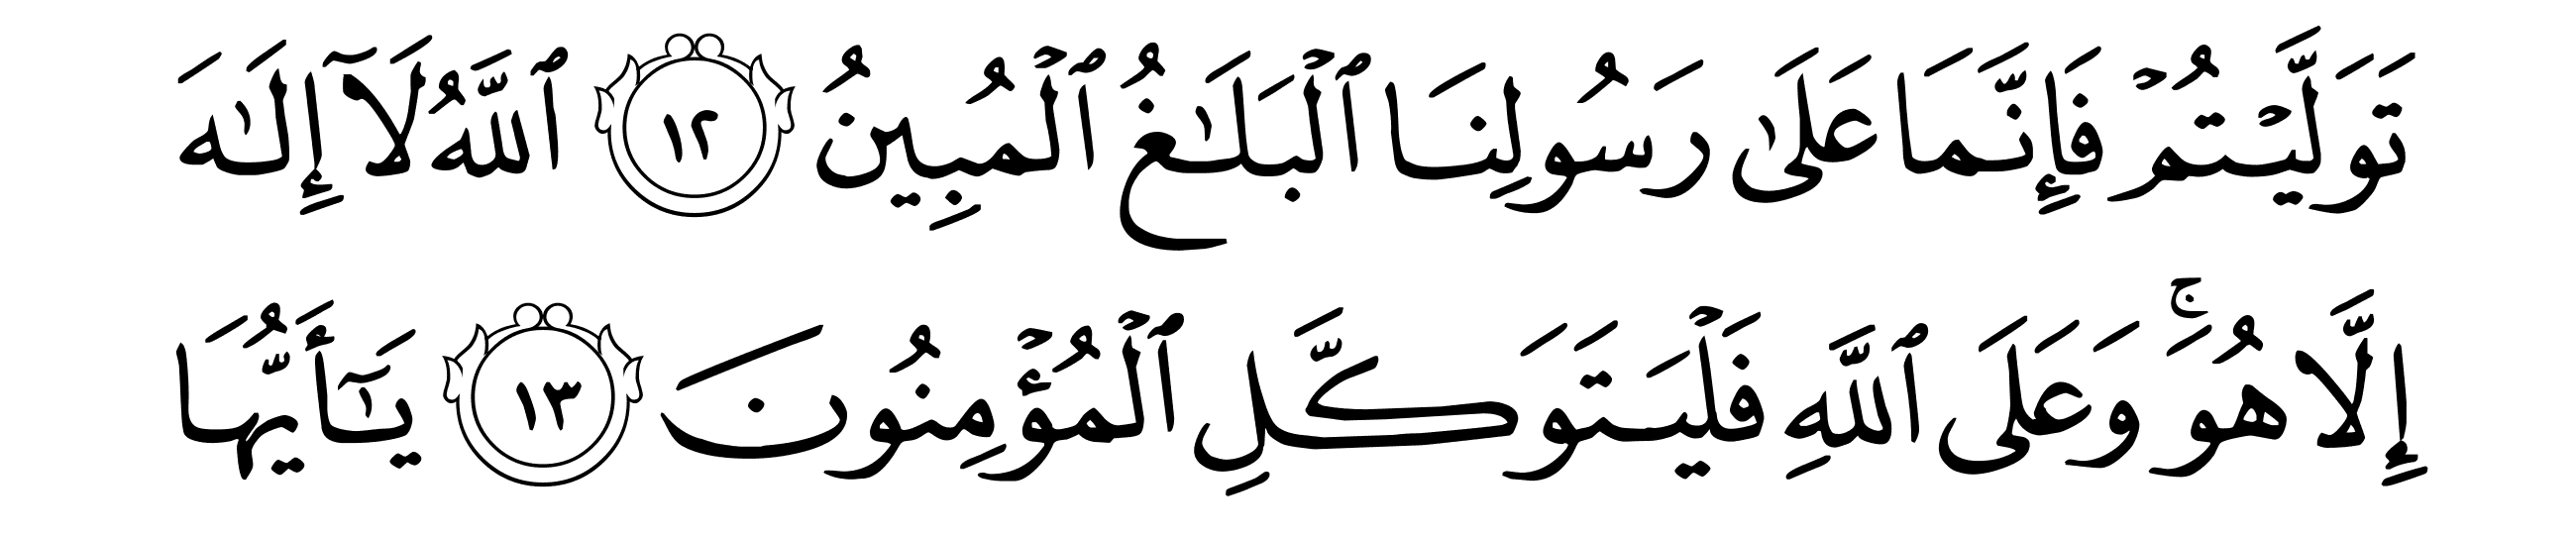 تَوَلَّيۡتُمۡ فَإِنَّمَا عَلَىٰ رَسُولِنَا ٱلۡبَلَٰغُ ٱلۡمُبِينُ ١٢ ٱللَّهُ لَآ إِلَٰهَ
إِلَّا هُوَۚ وَعَلَى ٱللَّهِ فَلۡيَتَوَكَّلِ ٱلۡمُؤۡمِنُونَ ١٣ يَٰٓأَيُّهَا